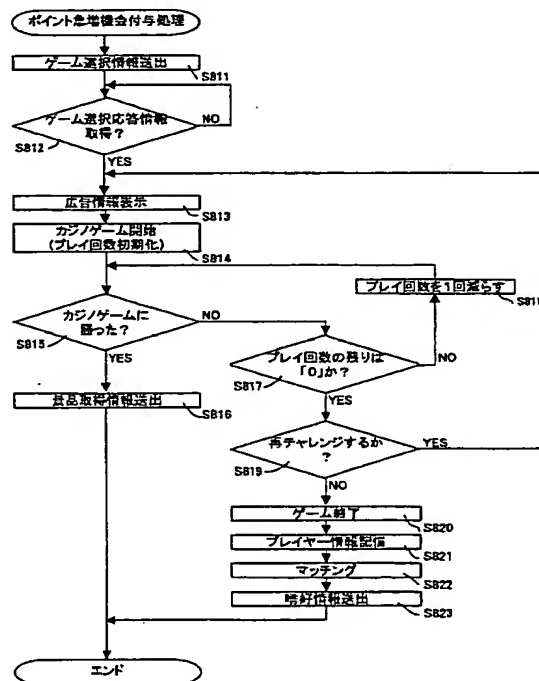 ポイント急増機会付与処理
ゲーム選択情報送出
S811
ゲーム選択応答情報
取得?
NO
S812
YES
広告情報表示
S813
カジノゲーム開始
(プレイ回数初期化)
S814
プレイ回数を1回減らす
S81
カジノゲームに
勝った?
NO
S815
YES
プレイ回数の残りは
「0」か?
NO
S817
YES
景品取得情報送出
S816
再チャレンジするか
?
YES
S819
NO
ゲーム終了
S820
プレイヤー情報配信
S821
マッチング
S822
嗜好情報送出
S823
エンド